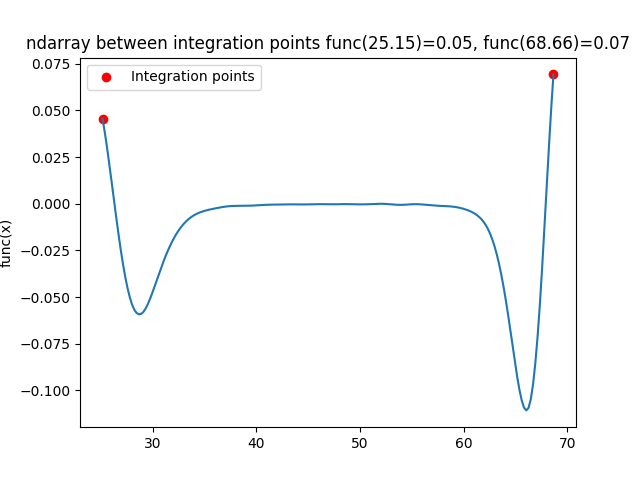 ndarray between integration points func(25.15)=0.05, func(68.66)=0.07
Integration points
func(x)
0.075
0.050
0.025
0.000
−0.025
−0.050
−0.075
−0.100
30 40 50 60 70